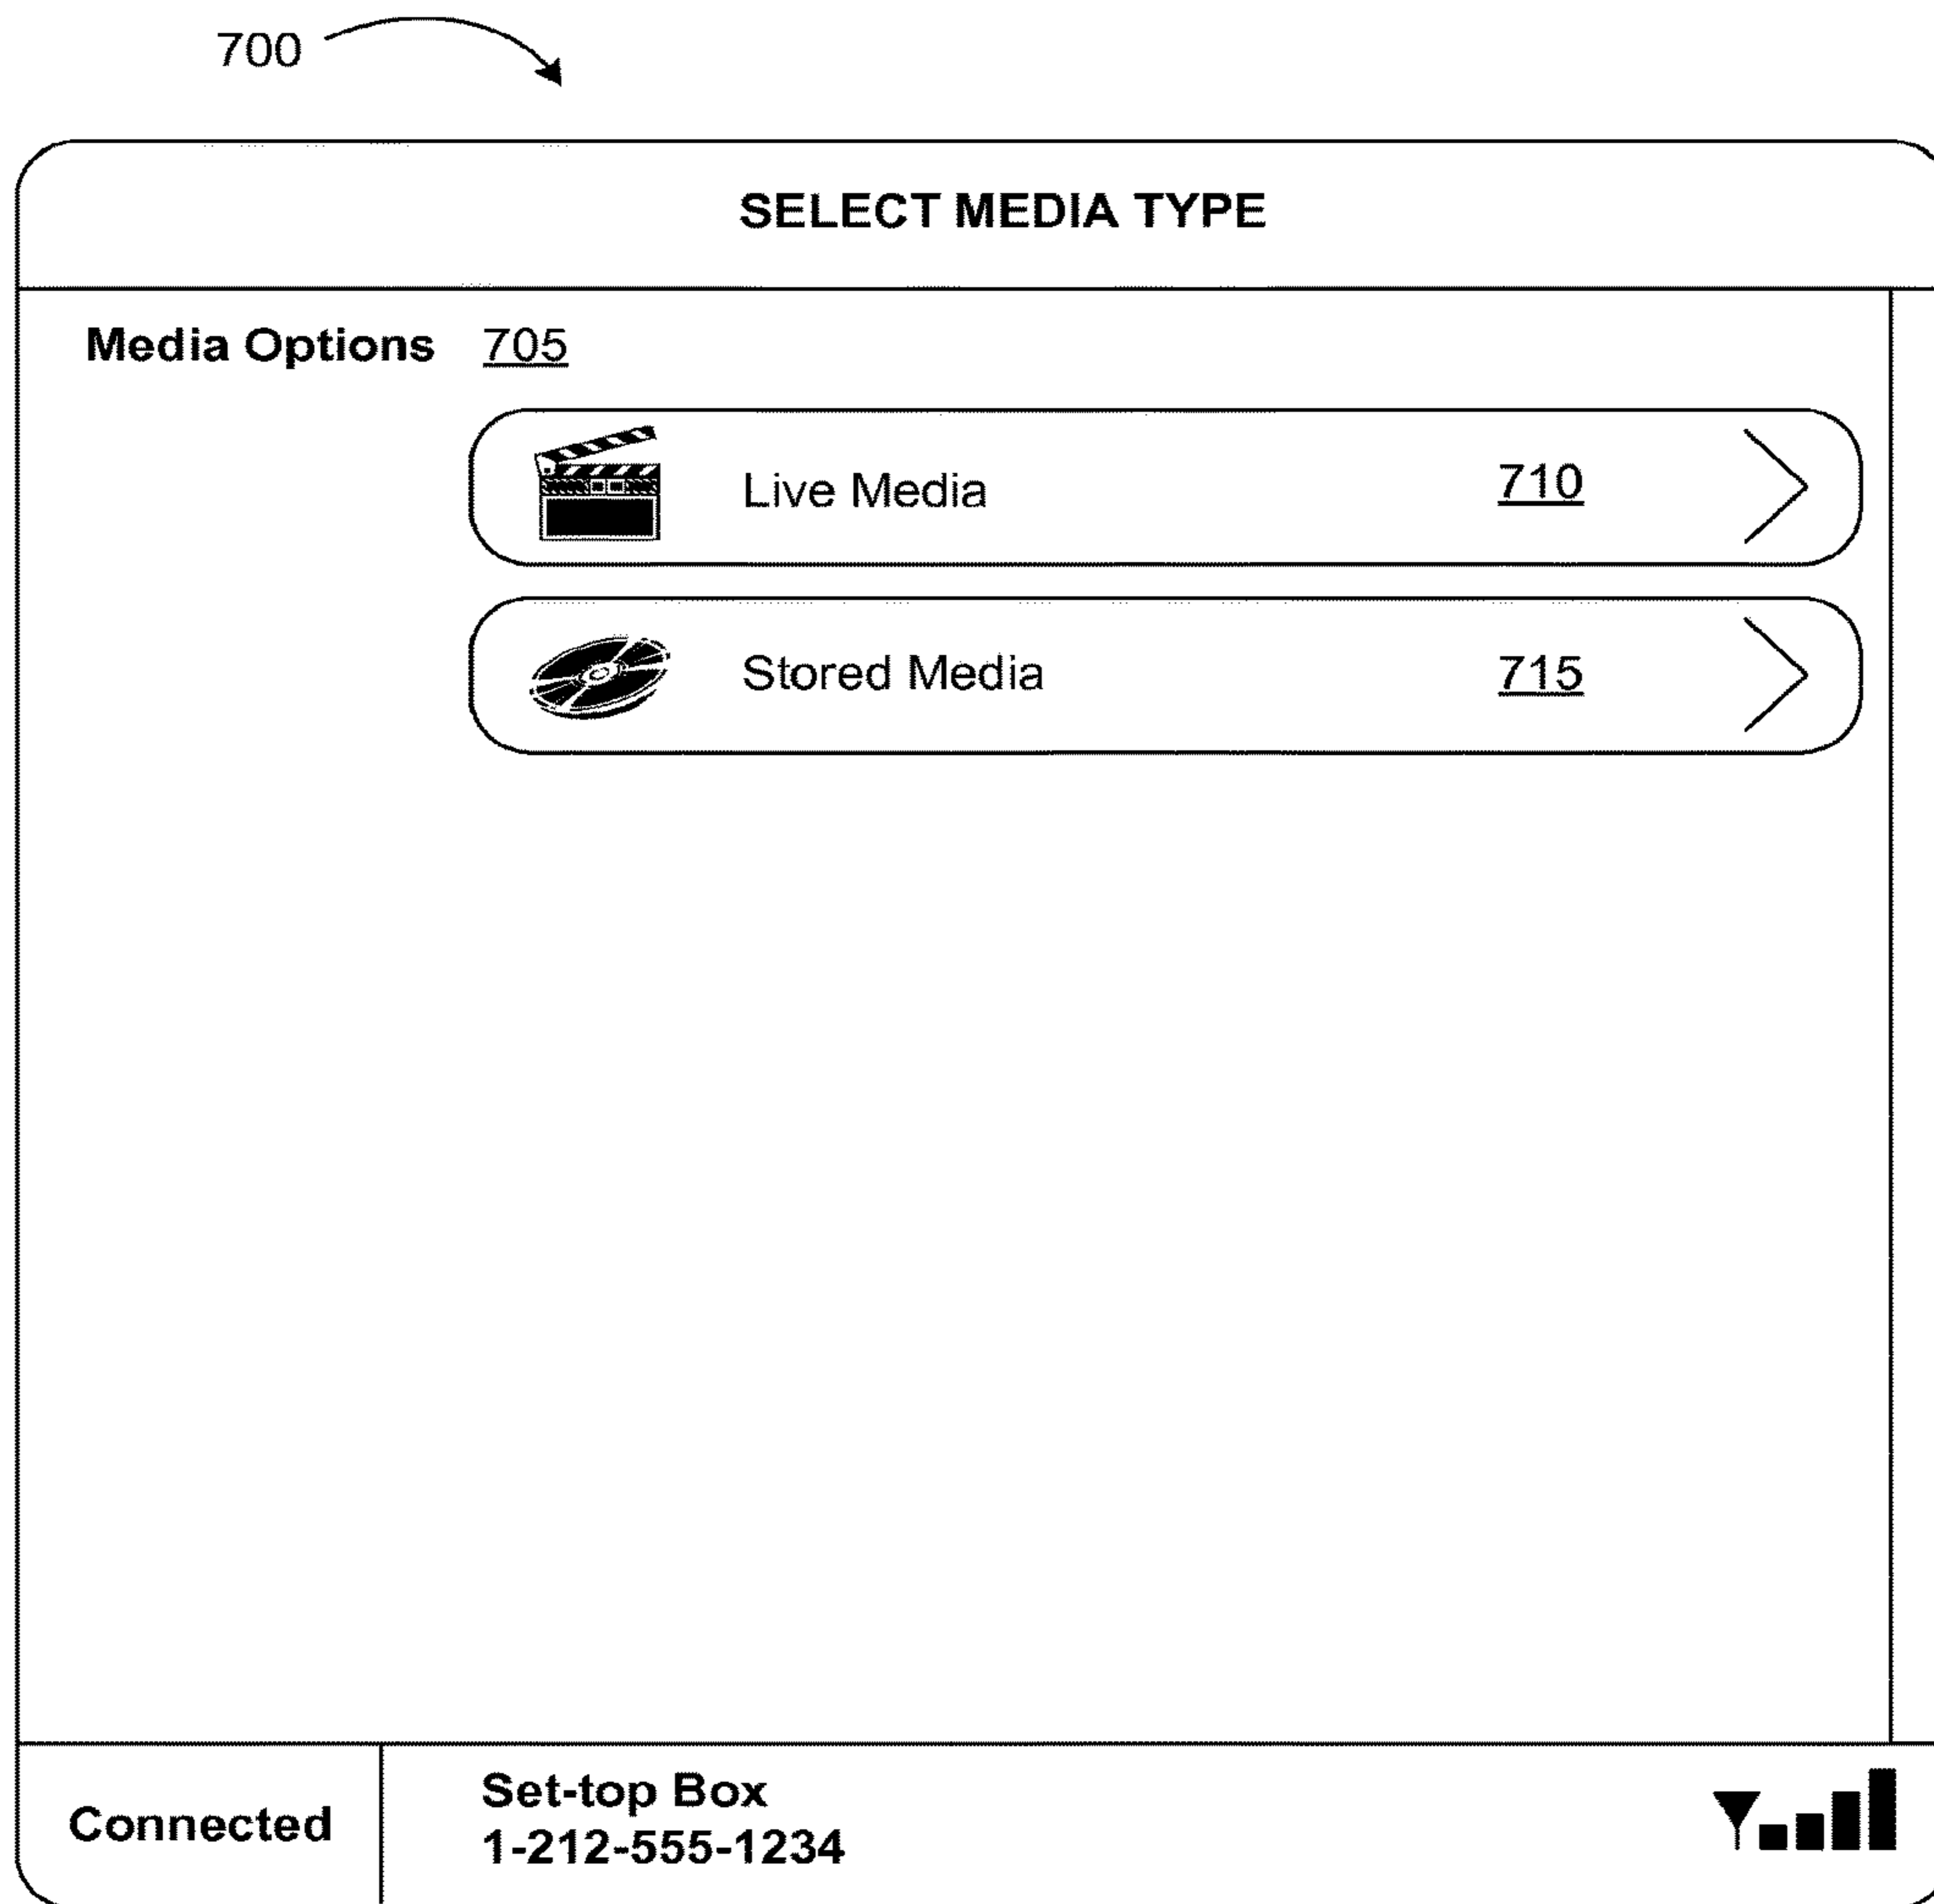 700
SELECT MEDIA TYPE
Media Options 705
Live Media 710
Stored Media 715
Connected
Set-top Box
1-212-555-1234